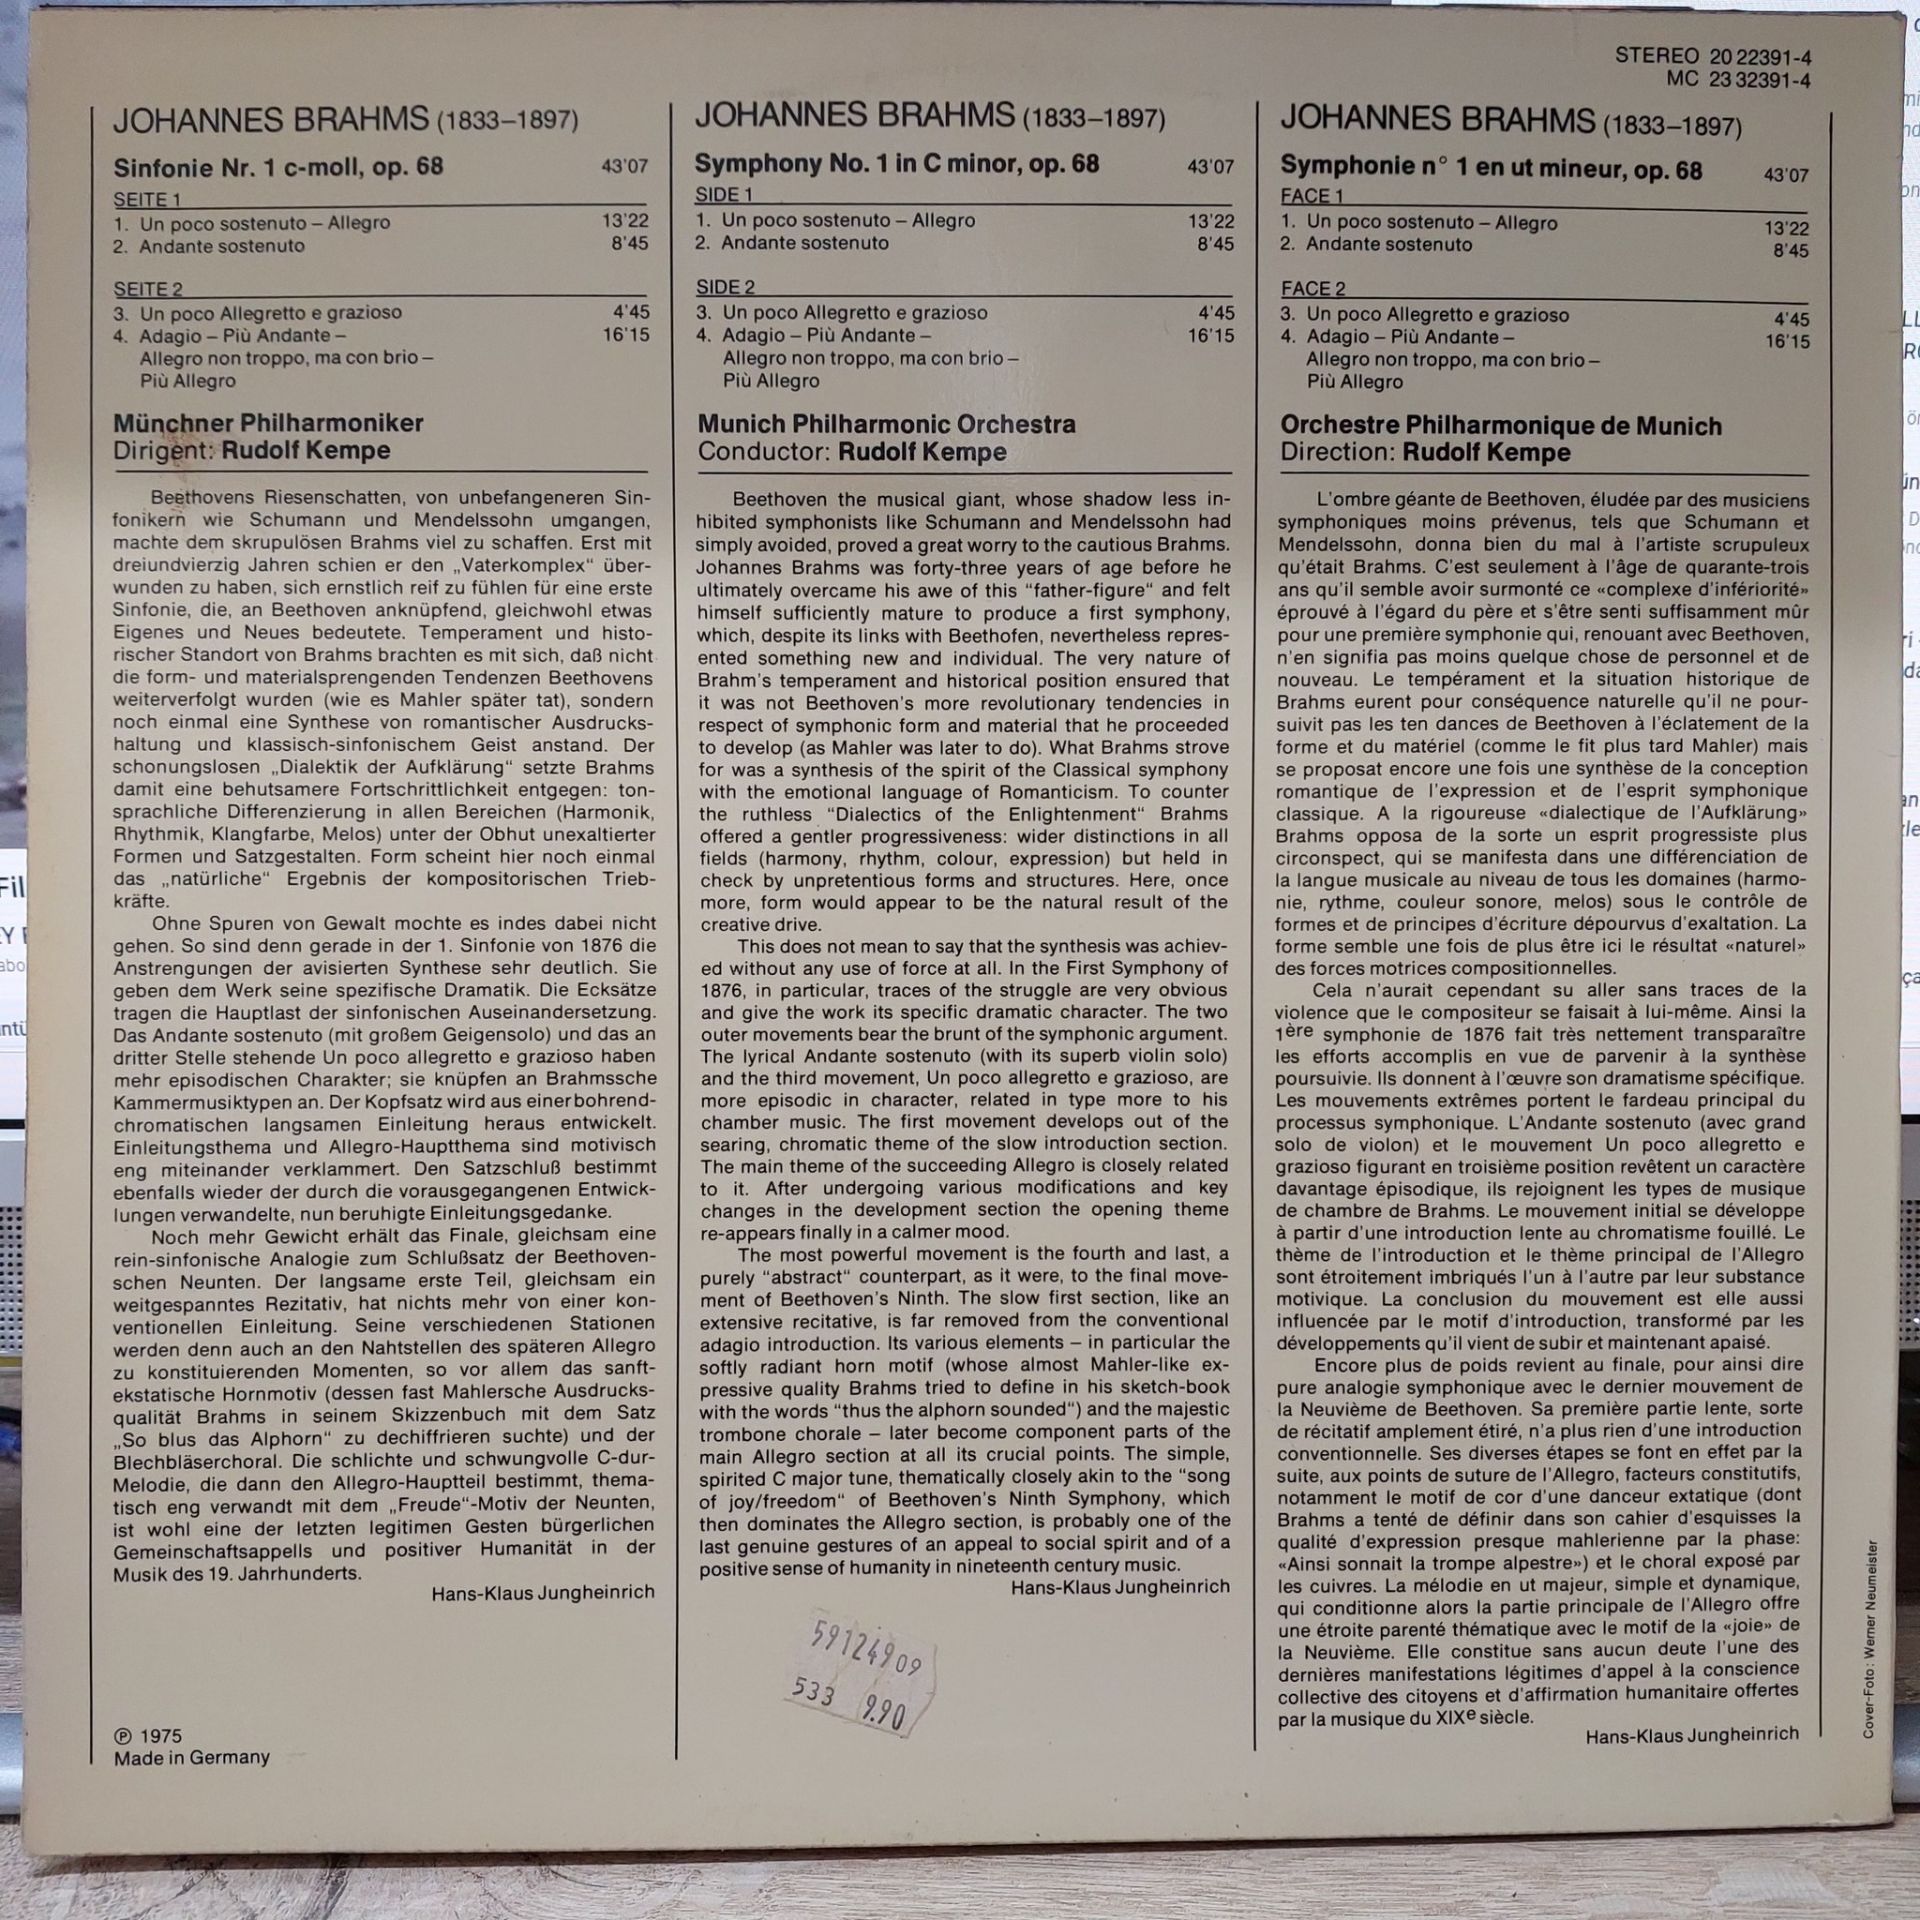 STEREO 20 22391-4
MC 23 32391-4
JOHANNES BRAHMS (1833–1897)
Sinfonie Nr. 1 c-moll, op. 68 43'07
SEITE 1
1. Un poco sostenuto – Allegro 13'22
2. Andante sostenuto 8'45
SEITE 2
3. Un poco Allegretto e grazioso 4'45
4. Adagio – Più Andante – 16'15
Allegro non troppo, ma con brio –
Più Allegro
Münchner Philharmoniker
Dirigent: Rudolf Kempe
Beethovens Riesenschatten, von unbefangeneren Sin-
fonikern wie Schumann und Mendelssohn umgangen,
machte dem skrupulösen Brahms viel zu schaffen. Erst mit
dreiundvierzig Jahren schien er den „Vaterkomplex“ über-
wunden zu haben, sich ernstlich reif zu fühlen für eine erste
Sinfonie, die, an Beethoven anknüpfend, gleichwohl etwas
Eigenes und Neues bedeutete. Temperament und histo-
rischer Standort von Brahms brachten es mit sich, daß nicht
die form- und materialsprengenden Tendenzen Beethovens
weiterverfolgt wurden (wie es Mahler später tat), sondern
noch einmal eine Synthese von romantischer Ausdrucks-
haltung und klassisch-sinfonischem Geist anstand. Der
schonungslosen „Dialektik der Aufklärung“ setzte Brahms
damit eine behutsamere Fortschrittlichkeit entgegen: ton-
sprachliche Differenzierung in allen Bereichen (Harmonik,
Rhythmik, Klangfarbe, Melos) unter der Obhut unexaltierter
Formen und Satzgestalten. Form scheint hier noch einmal
das „natürliche“ Ergebnis der kompositorischen Trieb-
kräfte.
Ohne Spuren von Gewalt mochte es indes dabei nicht
gehen. So sind denn gerade in der 1. Sinfonie von 1876 die
Anstrengungen der avisierten Synthese sehr deutlich. Sie
geben dem Werk seine spezifische Dramatik. Die Ecksätze
tragen die Hauptlast der sinfonischen Auseinandersetzung.
Das Andante sostenuto (mit großem Geigensolo) und das an
dritter Stelle stehende Un poco allegretto e grazioso haben
mehr episodischen Charakter; sie knüpfen an Brahmssche
Kammermusiktypen an. Der Kopfsatz wird aus einer bohrend-
chromatischen langsamen Einleitung heraus entwickelt.
Einleitungsthema und Allegro-Hauptthema sind motivisch
eng miteinander verklammert. Den Satzschluß bestimmt
ebenfalls wieder der durch die vorausgegangenen Entwick-
lungen verwandelte, nun beruhigte Einleitungsgedanke.
Noch mehr Gewicht erhält das Finale, gleichsam eine
rein-sinfonische Analogie zum Schlußsatz der Beethoven-
schen Neunten. Der langsame erste Teil, gleichsam ein
weitgespanntes Rezitativ, hat nichts mehr von einer kon-
ventionellen Einleitung. Seine verschiedenen Stationen
werden denn auch an den Nahtstellen des späteren Allegro
zu konstituierenden Momenten, so vor allem das sanft-
ekstatische Hornmotiv (dessen fast Mahlersche Ausdrucks-
qualität Brahms in seinem Skizzenbuch mit dem Satz
„So blus das Alphorn“ zu dechiffrieren suchte) und der
Blechbläserchoral. Die schlichte und schwungvolle C-dur-
Melodie, die dann den Allegro-Hauptteil bestimmt, thema-
tisch eng verwandt mit dem „Freude“-Motiv der Neunten,
ist wohl eine der letzten legitimen Gesten bürgerlichen
Gemeinschaftsappells und positiver Humanität in der
Musik des 19. Jahrhunderts.
Hans-Klaus Jungheinrich
℗ 1975
Made in Germany
JOHANNES BRAHMS (1833–1897)
Symphony No. 1 in C minor, op. 68 43'07
SIDE 1
1. Un poco sostenuto – Allegro 13'22
2. Andante sostenuto 8'45
SIDE 2
3. Un poco Allegretto e grazioso 4'45
4. Adagio – Più Andante – 16'15
Allegro non troppo, ma con brio –
Più Allegro
Munich Philharmonic Orchestra
Conductor: Rudolf Kempe
Beethoven the musical giant, whose shadow less in-
hibited symphonists like Schumann and Mendelssohn had
simply avoided, proved a great worry to the cautious Brahms.
Johannes Brahms was forty-three years of age before he
ultimately overcame his awe of this "father-figure“ and felt
himself sufficiently mature to produce a first symphony,
which, despite its links with Beethofen, nevertheless repres-
ented something new and individual. The very nature of
Brahm's temperament and historical position ensured that
it was not Beethoven's more revolutionary tendencies in
respect of symphonic form and material that he proceeded
to develop (as Mahler was later to do). What Brahms strove
for was a synthesis of the spirit of the Classical symphony
with the emotional language of Romanticism. To counter
the ruthless "Dialectics of the Enlightenment“ Brahms
offered a gentler progressiveness: wider distinctions in all
fields (harmony, rhythm, colour, expression) but held in
check by unpretentious forms and structures. Here, once
more, form would appear to be the natural result of the
creative drive.
This does not mean to say that the synthesis was achiev-
ed without any use of force at all. In the First Symphony of
1876, in particular, traces of the struggle are very obvious
and give the work its specific dramatic character. The two
outer movements bear the brunt of the symphonic argument.
The lyrical Andante sostenuto (with its superb violin solo)
and the third movement, Un poco allegretto e grazioso, are
more episodic in character, related in type more to his
chamber music. The first movement develops out of the
searing, chromatic theme of the slow introduction section.
The main theme of the succeeding Allegro is closely related
to it. After undergoing various modifications and key
changes in the development section the opening theme
re-appears finally in a calmer mood.
The most powerful movement is the fourth and last, a
purely "abstract“ counterpart, as it were, to the final move-
ment of Beethoven's Ninth. The slow first section, like an
extensive recitative, is far removed from the conventional
adagio introduction. Its various elements – in particular the
softly radiant horn motif (whose almost Mahler-like ex-
pressive quality Brahms tried to define in his sketch-book
with the words "thus the alphorn sounded“) and the majestic
trombone chorale – later become component parts of the
main Allegro section at all its crucial points. The simple,
spirited C major tune, thematically closely akin to the "song
of joy/freedom“ of Beethoven's Ninth Symphony, which
then dominates the Allegro section, is probably one of the
last genuine gestures of an appeal to social spirit and of a
positive sense of humanity in nineteenth century music.
Hans-Klaus Jungheinrich
59124909
533 9.90
JOHANNES BRAHMS (1833–1897)
Symphonie n° 1 en ut mineur, op. 68 43'07
FACE 1
1. Un poco sostenuto – Allegro 13'22
2. Andante sostenuto 8'45
FACE 2
3. Un poco Allegretto e grazioso 4'45
4. Adagio – Più Andante – 16'15
Allegro non troppo, ma con brio –
Più Allegro
Orchestre Philharmonique de Munich
Direction: Rudolf Kempe
L'ombre géante de Beethoven, éludée par des musiciens
symphoniques moins prévenus, tels que Schumann et
Mendelssohn, donna bien du mal à l'artiste scrupuleux
qu'était Brahms. C'est seulement à l'âge de quarante-trois
ans qu'il semble avoir surmonté ce «complexe d'infériorité»
éprouvé à l'égard du père et s'être senti suffisamment mûr
pour une première symphonie qui, renouant avec Beethoven,
n'en signifia pas moins quelque chose de personnel et de
nouveau. Le tempérament et la situation historique de
Brahms eurent pour conséquence naturelle qu'il ne pour-
suivit pas les ten dances de Beethoven à l'éclatement de la
forme et du matériel (comme le fit plus tard Mahler) mais
se proposat encore une fois une synthèse de la conception
romantique de l'expression et de l'esprit symphonique
classique. A la rigoureuse «dialectique de l'Aufklärung»
Brahms opposa de la sorte un esprit progressiste plus
circonspect, qui se manifesta dans une différenciation de
la langue musicale au niveau de tous les domaines (harmo-
nie, rythme, couleur sonore, melos) sous le contrôle de
formes et de principes d'écriture dépourvus d'exaltation. La
forme semble une fois de plus être ici le résultat «naturel»
des forces motrices compositionnelles.
Cela n'aurait cependant su aller sans traces de la
violence que le compositeur se faisait à lui-même. Ainsi la
1ère symphonie de 1876 fait très nettement transparaître
les efforts accomplis en vue de parvenir à la synthèse
poursuivie. Ils donnent à l'œuvre son dramatisme spécifique.
Les mouvements extrêmes portent le fardeau principal du
processus symphonique. L'Andante sostenuto (avec grand
solo de violon) et le mouvement Un poco allegretto e
grazioso figurant en troisième position revêtent un caractère
davantage épisodique, ils rejoignent les types de musique
de chambre de Brahms. Le mouvement initial se développe
à partir d'une introduction lente au chromatisme fouillé. Le
thème de l'introduction et le thème principal de l'Allegro
sont étroitement imbriqués l'un à l'autre par leur substance
motivique. La conclusion du mouvement est elle aussi
influencée par le motif d'introduction, transformé par les
développements qu'il vient de subir et maintenant apaisé.
Encore plus de poids revient au finale, pour ainsi dire
pure analogie symphonique avec le dernier mouvement de
la Neuvième de Beethoven. Sa première partie lente, sorte
de récitatif amplement étiré, n'a plus rien d'une introduction
conventionnelle. Ses diverses étapes se font en effet par la
suite, aux points de suture de l'Allegro, facteurs constitutifs,
notamment le motif de cor d'une danceur extatique (dont
Brahms a tenté de définir dans son cahier d'esquisses la
qualité d'expression presque mahlerienne par la phase:
«Ainsi sonnait la trompe alpestre») et le choral exposé par
les cuivres. La mélodie en ut majeur, simple et dynamique,
qui conditionne alors la partie principale de l'Allegro offre
une étroite parenté thématique avec le motif de la «joie» de
la Neuvième. Elle constitue sans aucun deute l'une des
dernières manifestations légitimes d'appel à la conscience
collective des citoyens et d'affirmation humanitaire offertes
par la musique du XIXe siècle.
Hans-Klaus Jungheinrich
Cover-Foto: Werner Neumeister